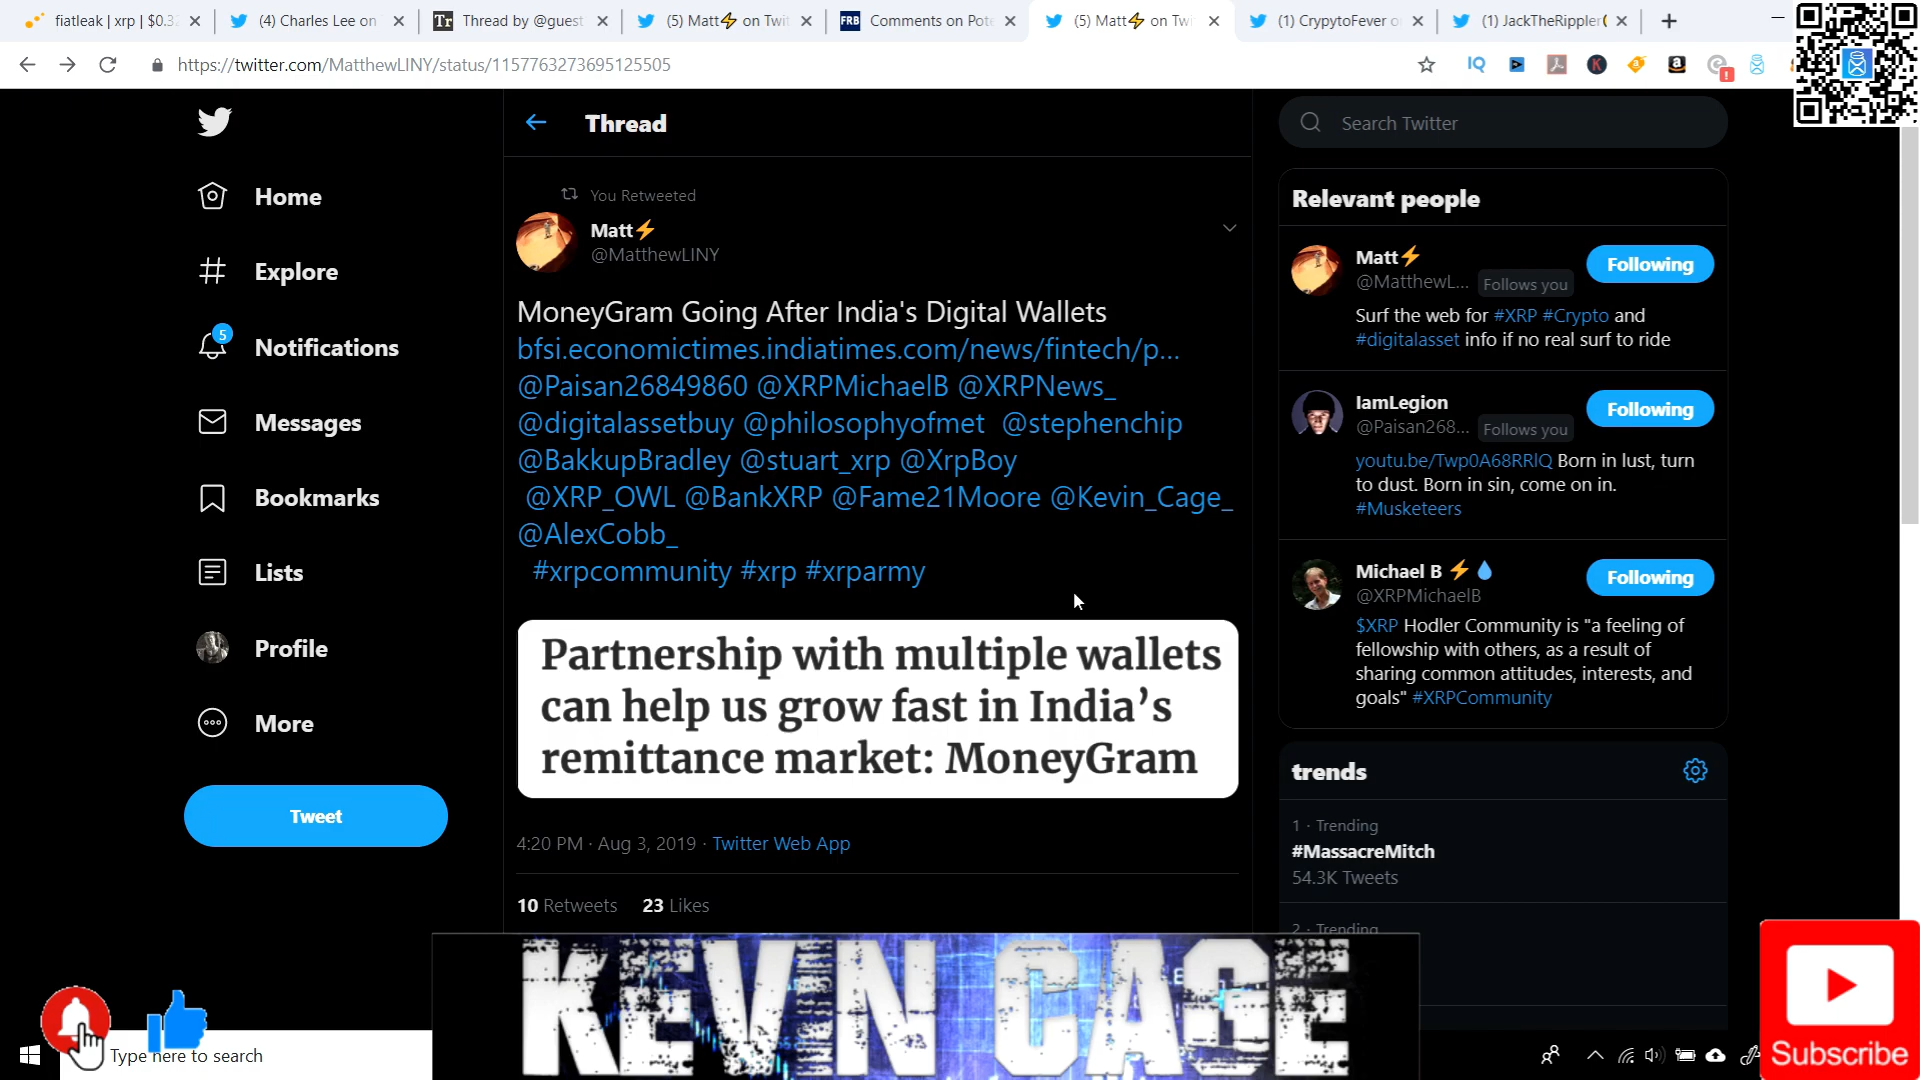 fiatleak | xrp | $0.3
(4) Charles Lee on
Thread by @guest
(5) Matt⚡ on Twit
Comments on Pote
(5) Matt⚡ on Twi
(1) CrypytoFever o
(1) JackTheRippler
https://twitter.com/MatthewLINY/status/1157763273695125505
Home
Explore
5
Notifications
Messages
Bookmarks
Lists
Profile
More
Tweet
Thread
You Retweeted
Matt⚡
@MatthewLINY
MoneyGram Going After India's Digital Wallets
bfsi.economictimes.indiatimes.com/news/fintech/p...
@Paisan26849860 @XRPMichaelB @XRPNews_
@digitalassetbuy @philosophyofmet @stephenchip
@BakkupBradley @stuart_xrp @XrpBoy
@XRP_OWL @BankXRP @Fame21Moore @Kevin_Cage_
@AlexCobb_
#xrpcommunity #xrp #xrparmy
Partnership with multiple wallets
can help us grow fast in India's
remittance market: MoneyGram
4:20 PM · Aug 3, 2019 · Twitter Web App
10 Retweets 23 Likes
Search Twitter
Relevant people
Matt⚡
@MatthewL... Follows you
Following
Surf the web for #XRP #Crypto and
#digitalasset info if no real surf to ride
IamLegion
@Paisan268... Follows you
Following
youtu.be/Twp0A68RRlQ Born in lust, turn
to dust. Born in sin, come on in.
#Musketeers
Michael B ⚡💧
@XRPMichaelB
Following
$XRP Hodler Community is "a feeling of
fellowship with others, as a result of
sharing common attitudes, interests, and
goals" #XRPCommunity
trends
1 · Trending
#MassacreMitch
54.3K Tweets
2 · Trending
KEVIN CAGE
Type here to search
Subscribe